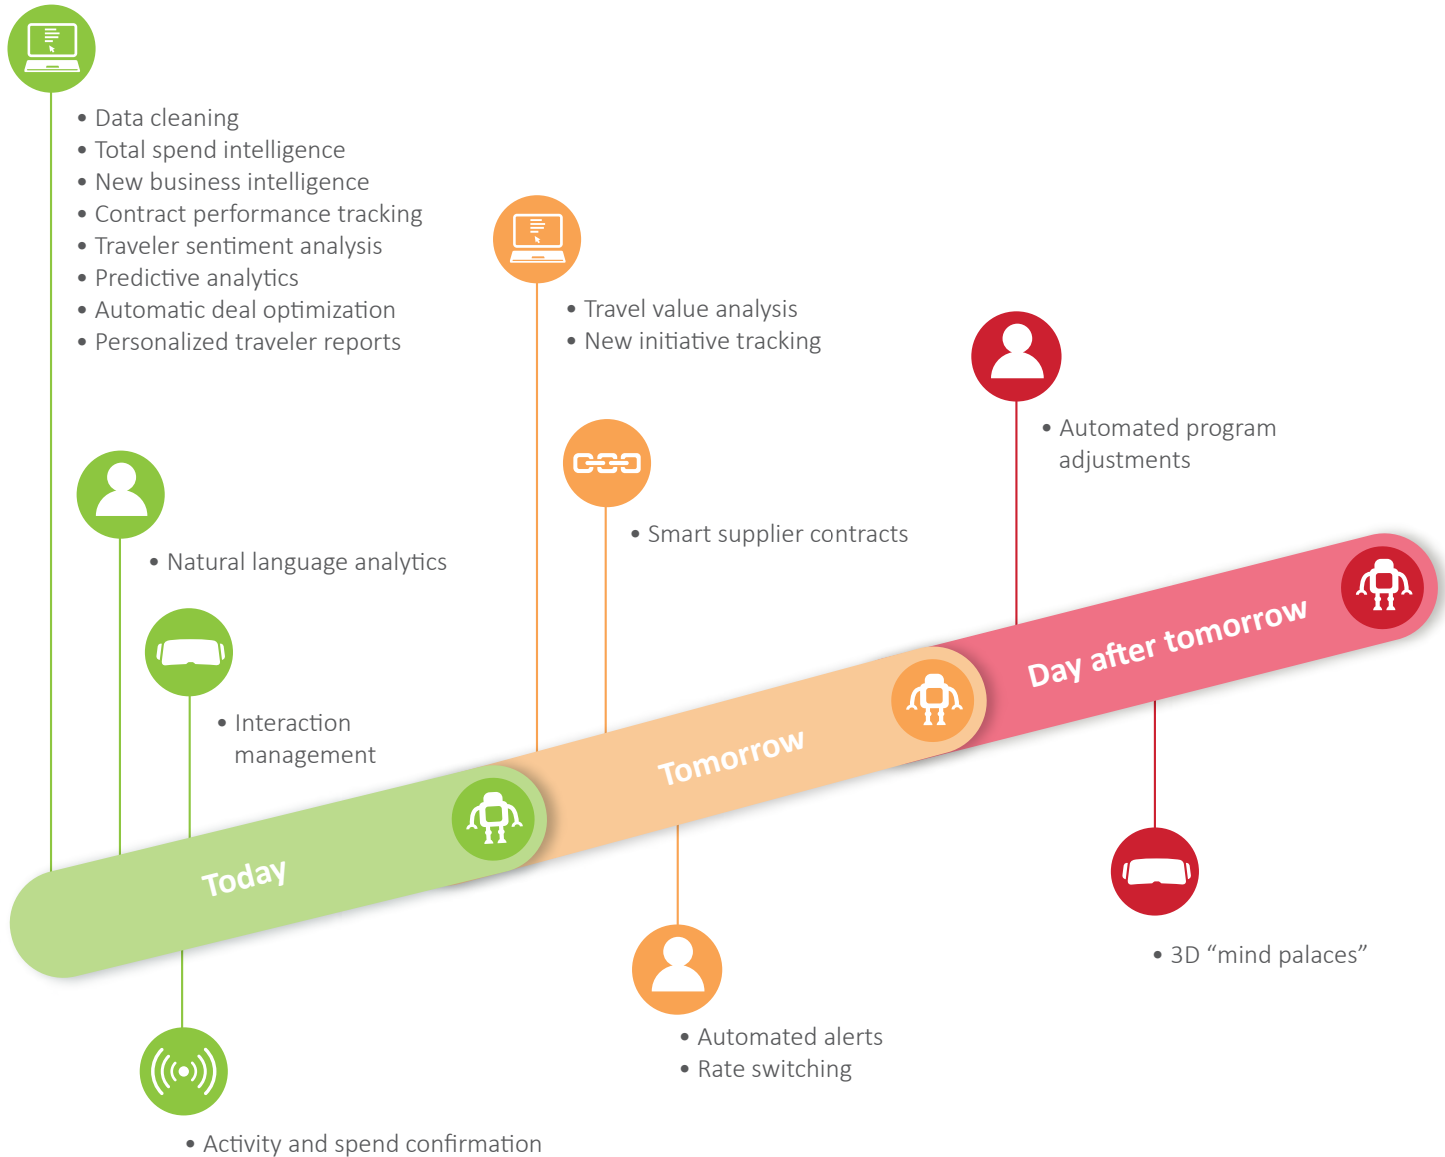 • Data cleaning
• Total spend intelligence
• New business intelligence
• Contract performance tracking
• Traveler sentiment analysis
• Predictive analytics
• Automatic deal optimization
• Personalized traveler reports
• Travel value analysis
• New initiative tracking
• Automated program
adjustments
• Smart supplier contracts
• Natural language analytics
• Interaction
management
Today
Tomorrow
Day after tomorrow
• 3D “mind palaces”
• Automated alerts
• Rate switching
• Activity and spend confirmation